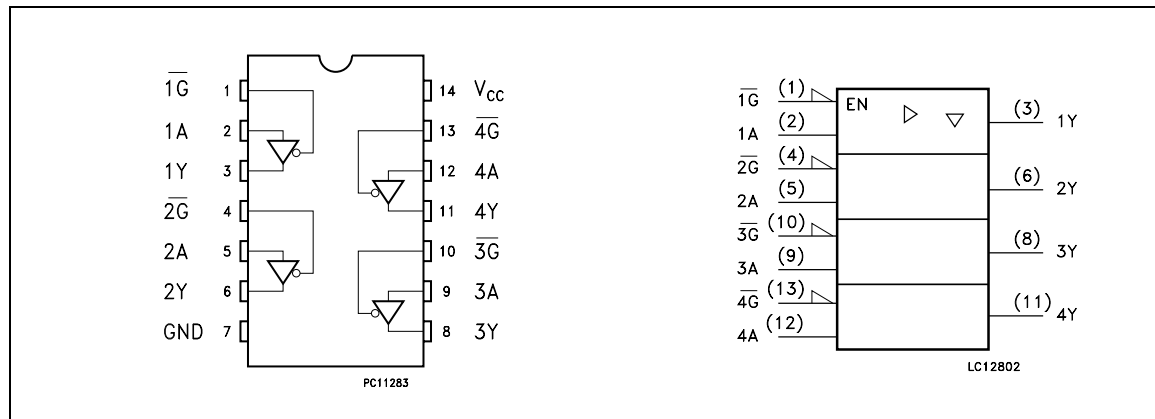 1G̅ 1 14 V_CC
1A 2 13 4G̅
1Y 3 12 4A
2G̅ 4 11 4Y
2A 5 10 3G̅
2Y 6 9 3A
GND 7 8 3Y
PC11283
1G̅ (1) EN (3) 1Y
1A (2)
2G̅ (4) (6) 2Y
2A (5)
3G̅ (10) (8) 3Y
3A (9)
4G̅ (13) (11) 4Y
4A (12)
LC12802